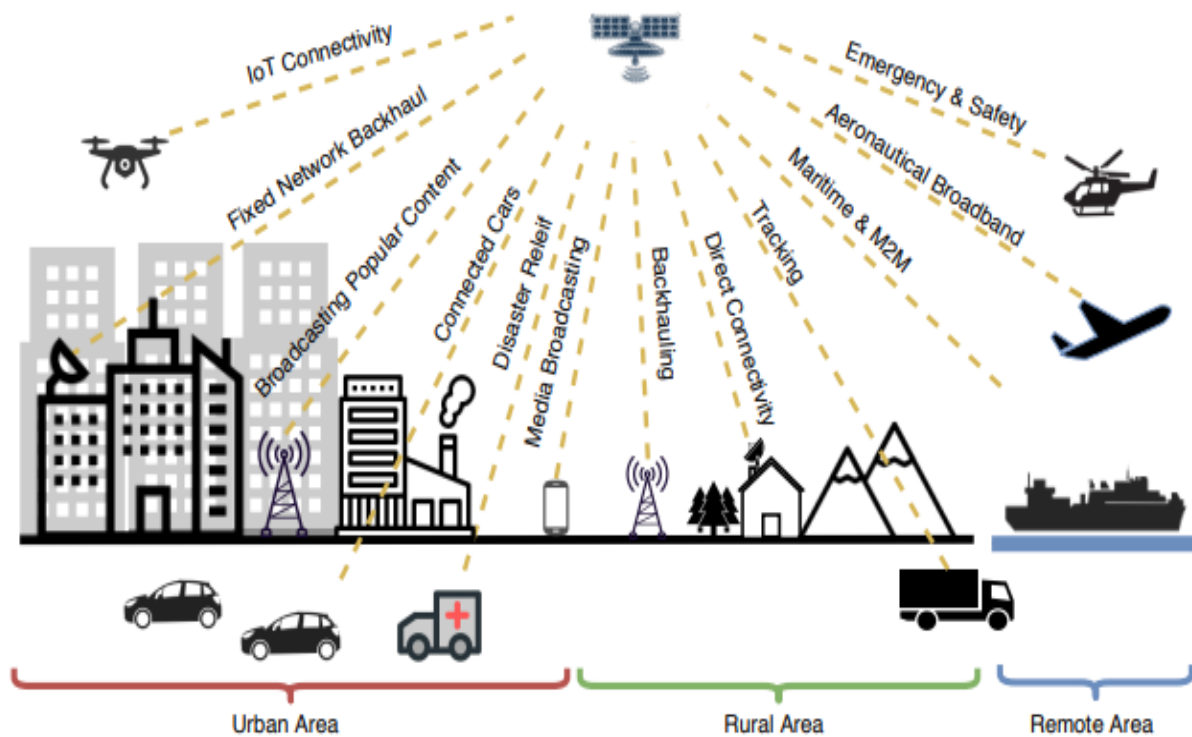 IoT Connectivity
Fixed Network Backhaul
Broadcasting Popular Content
Connected Cars
Disaster Releif
Media Broadcasting
Backhauling
Direct Connectivity
Tracking
Maritime & M2M
Aeronautical Broadband
Emergency & Safety
Urban Area
Rural Area
Remote Area